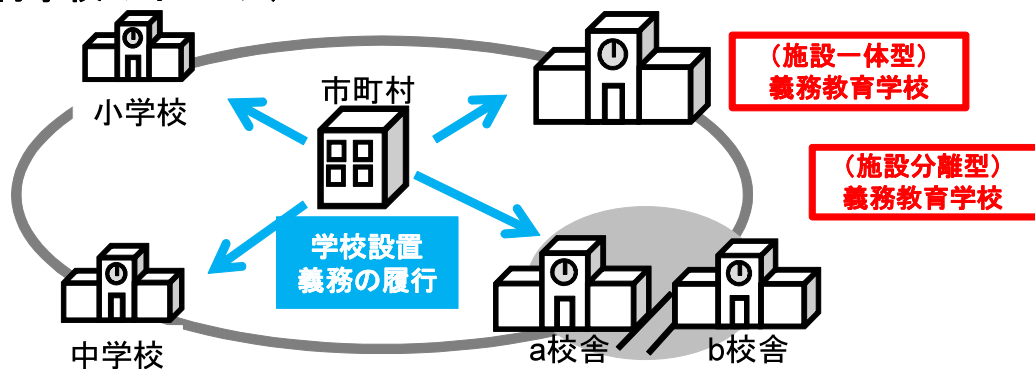 小学校
市町村
(施設一体型)
義務教育学校
(施設分離型)
義務教育学校
学校設置
義務の履行
中学校
a校舎
b校舎